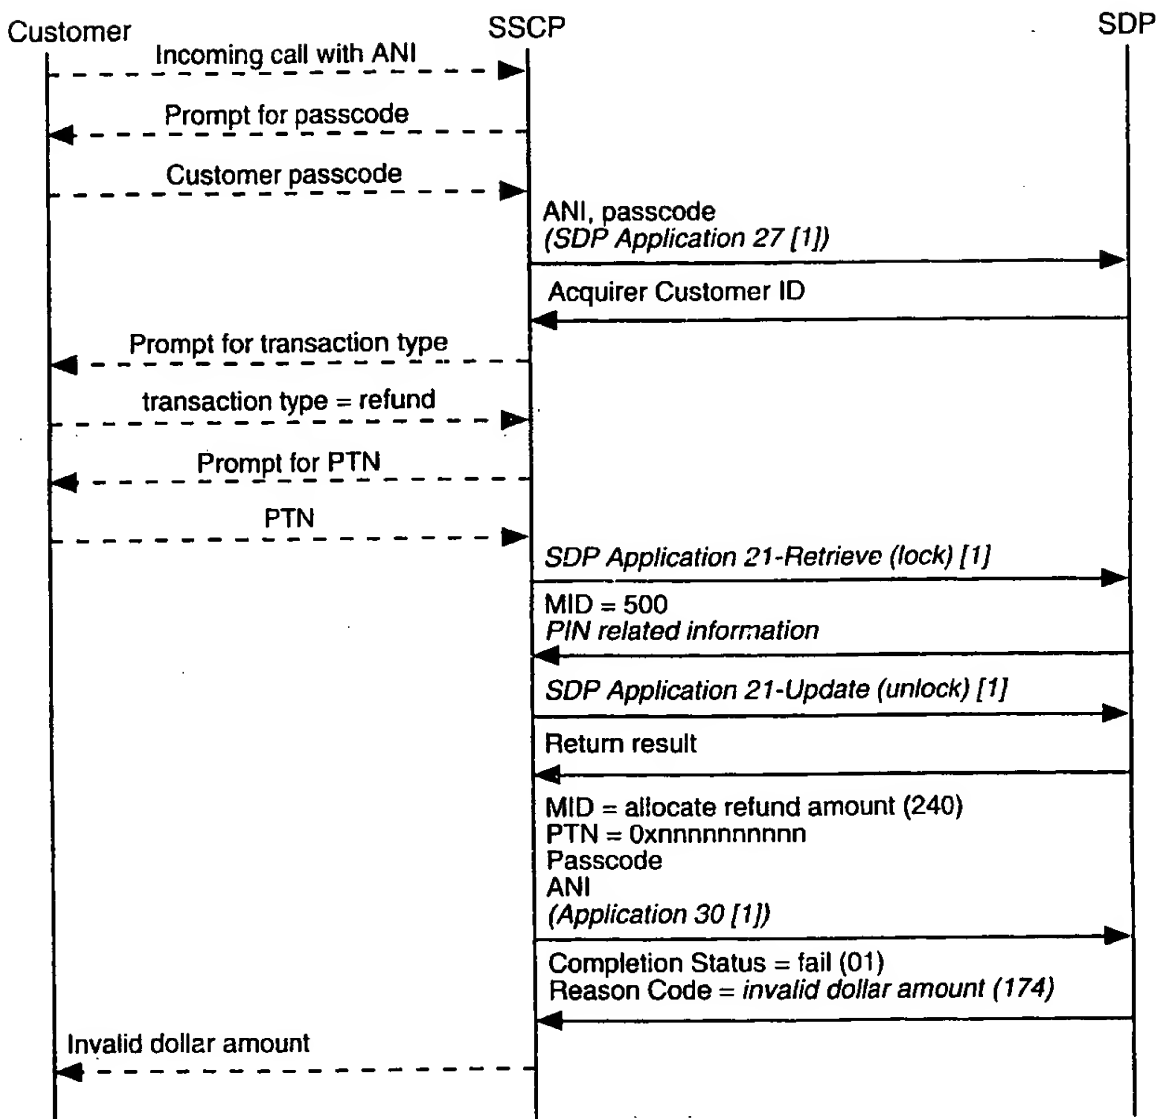 Customer
SSCP
SDP
Incoming call with ANI
Prompt for passcode
Customer passcode
ANI, passcode
(SDP Application 27 [1])
Acquirer Customer ID
Prompt for transaction type
transaction type = refund
Prompt for PTN
PTN
SDP Application 21-Retrieve (lock) [1]
MID = 500
PIN related information
SDP Application 21-Update (unlock) [1]
Return result
MID = allocate refund amount (240)
PTN = 0xnnnnnnnnnnn
Passcode
ANI
(Application 30 [1])
Completion Status = fail (01)
Reason Code = invalid dollar amount (174)
Invalid dollar amount